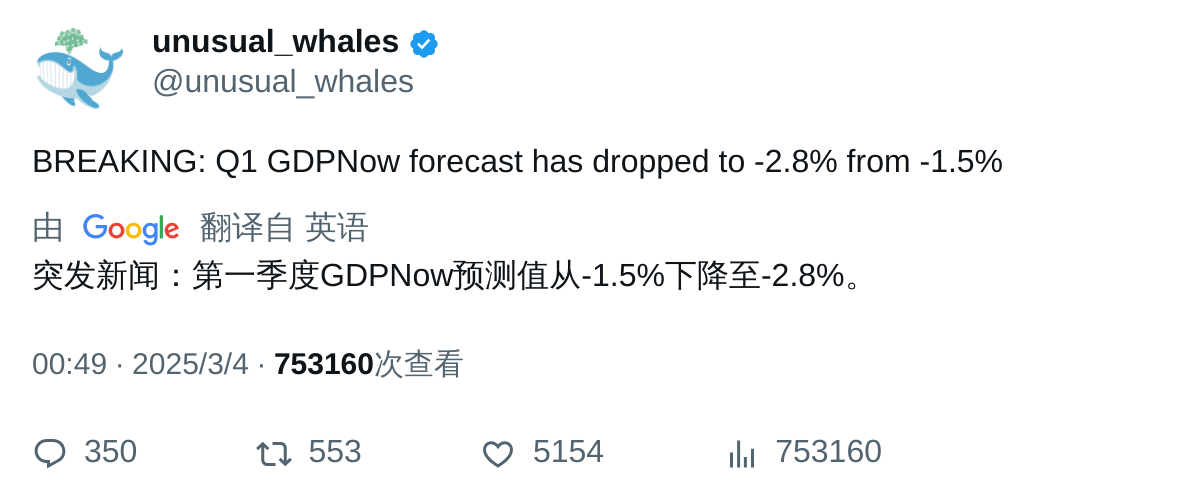 unusual_whales
@unusual_whales
BREAKING: Q1 GDPNow forecast has dropped to -2.8% from -1.5%
由 Google 翻译自 英语
突发新闻：第一季度GDPNow预测值从-1.5%下降至-2.8%。
00:49 · 2025/3/4 · 753160次查看
350 553 5154 753160